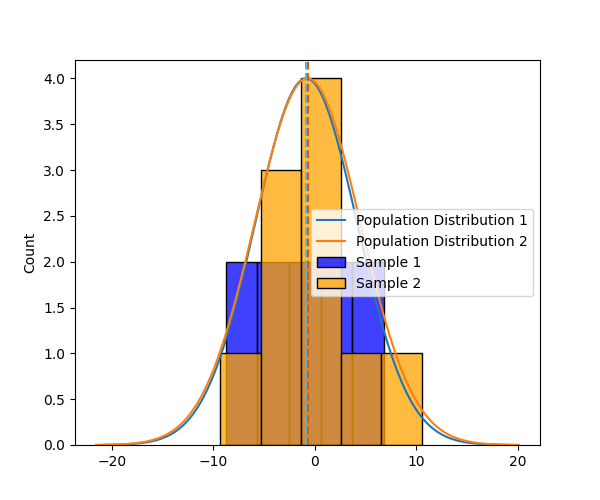 4.0
3.5
3.0
2.5
2.0
1.5
1.0
0.5
0.0
Count
Population Distribution 1
Population Distribution 2
Sample 1
Sample 2
−20 −10 0 10 20